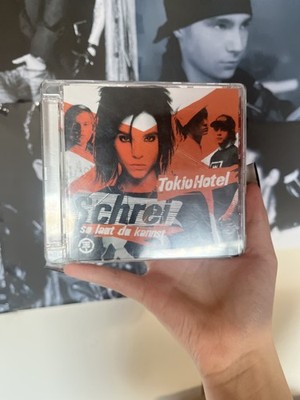 Tokio Hotel
Schrei
so laut du kannst